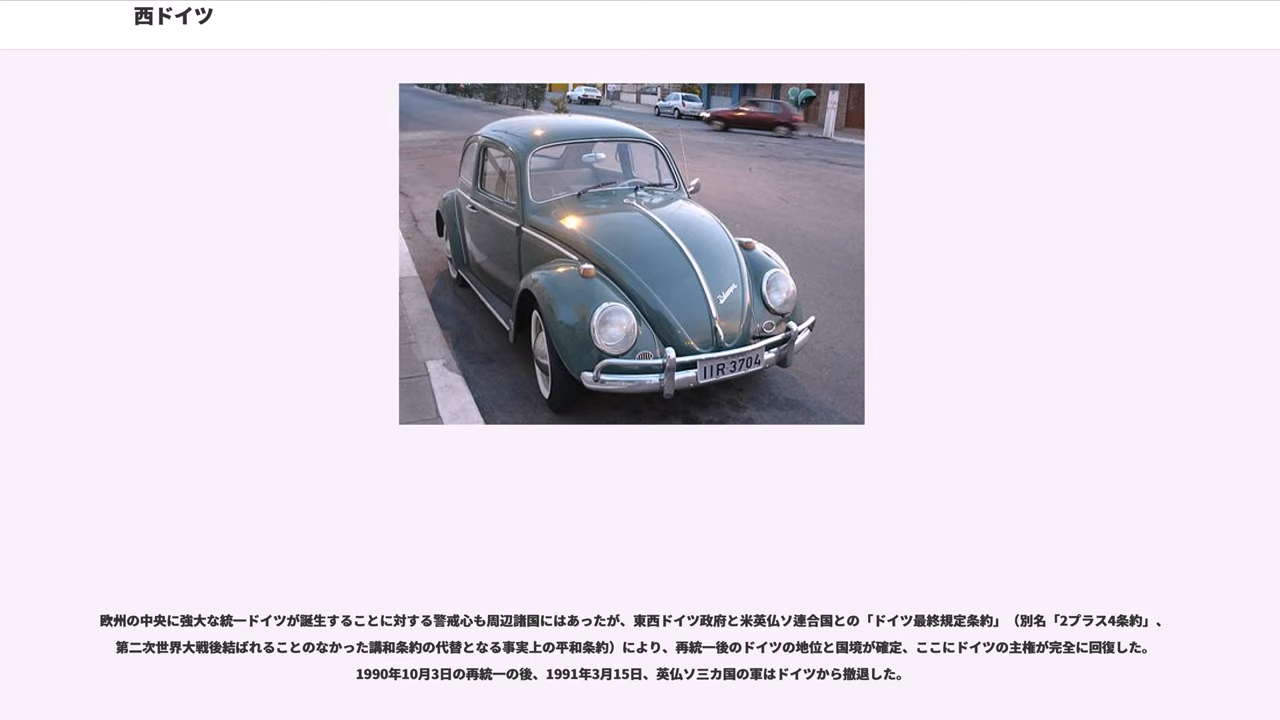 西ドイツ
IIR-3704
欧州の中央に強大な統一ドイツが誕生することに対する警戒心も周辺諸国にはあったが、東西ドイツ政府と米英仏ソ連合国との「ドイツ最終規定条約」（別名「2プラス4条約」、
第二次世界大戦後結ばれることのなかった講和条約の代替となる事実上の平和条約）により、再統一後のドイツの地位と国境が確定、ここにドイツの主権が完全に回復した。
1990年10月3日の再統一の後、1991年3月15日、英仏ソ三カ国の軍はドイツから撤退した。